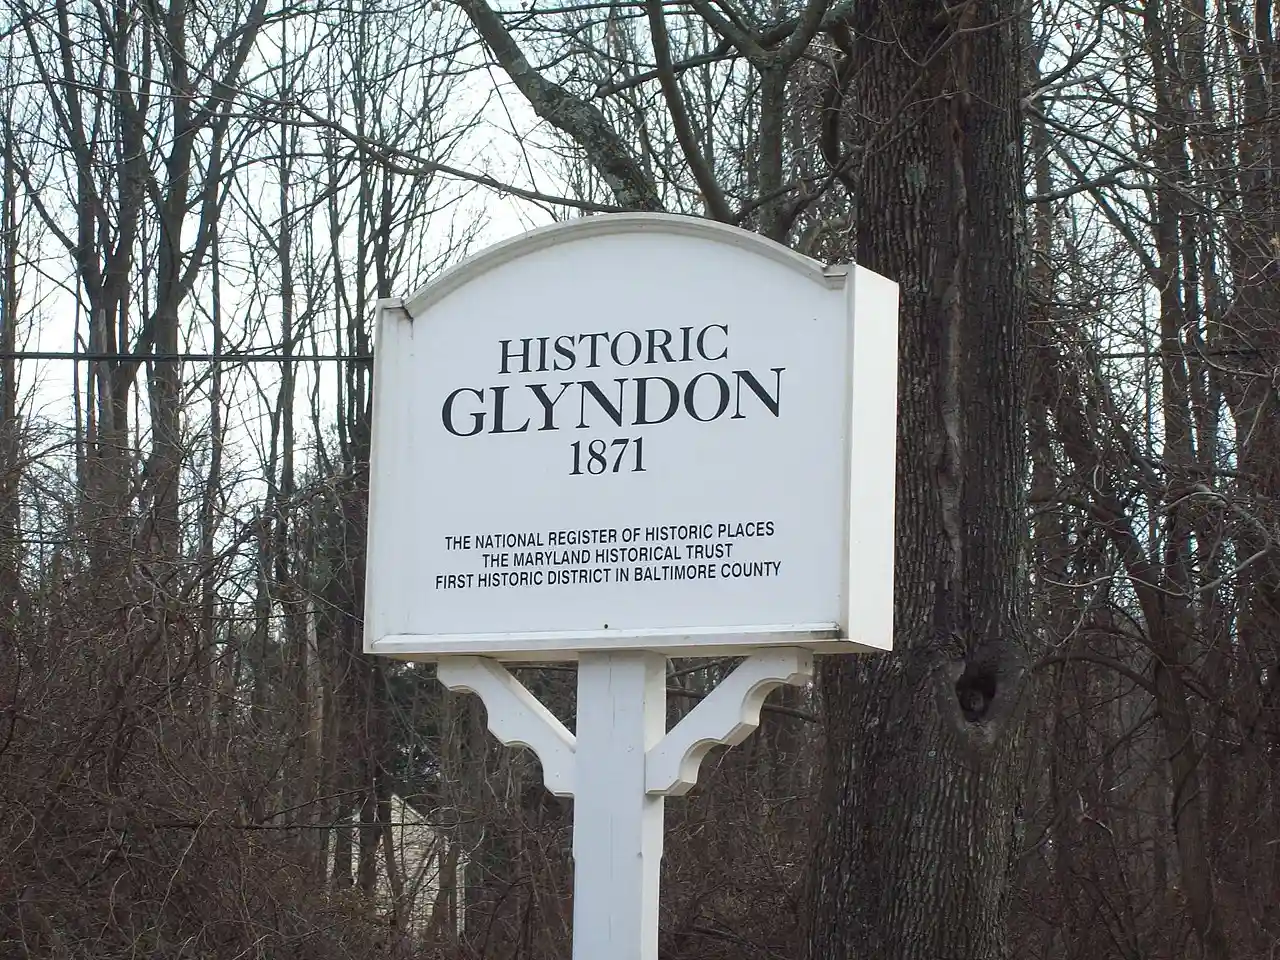 HISTORIC
GLYNDON
1871
THE NATIONAL REGISTER OF HISTORIC PLACES
THE MARYLAND HISTORICAL TRUST
FIRST HISTORIC DISTRICT IN BALTIMORE COUNTY